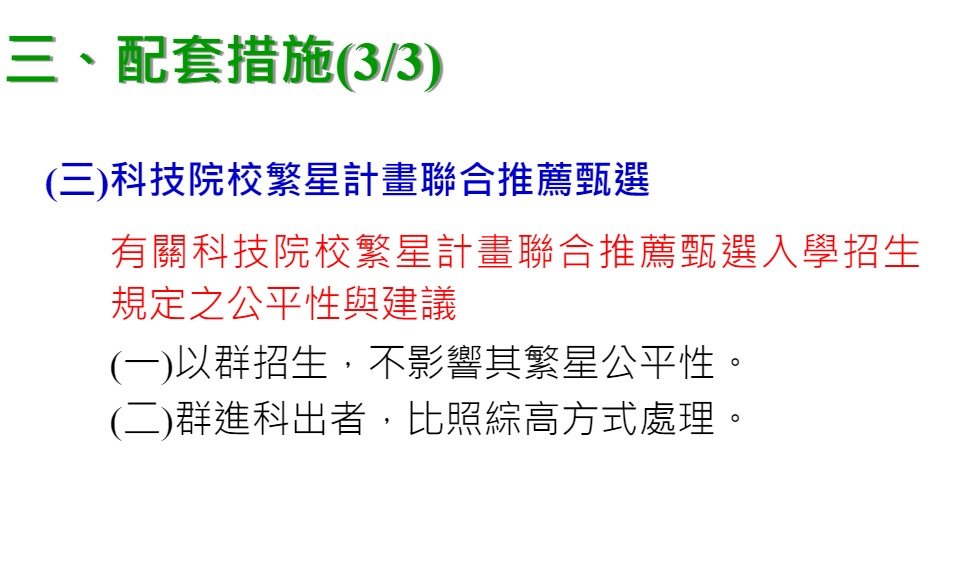 三、配套措施(3/3)
(三)科技院校繁星計畫聯合推薦甄選
有關科技院校繁星計畫聯合推薦甄選入學招生
規定之公平性與建議
(一)以群招生，不影響其繁星公平性。
(二)群進科出者，比照綜高方式處理。